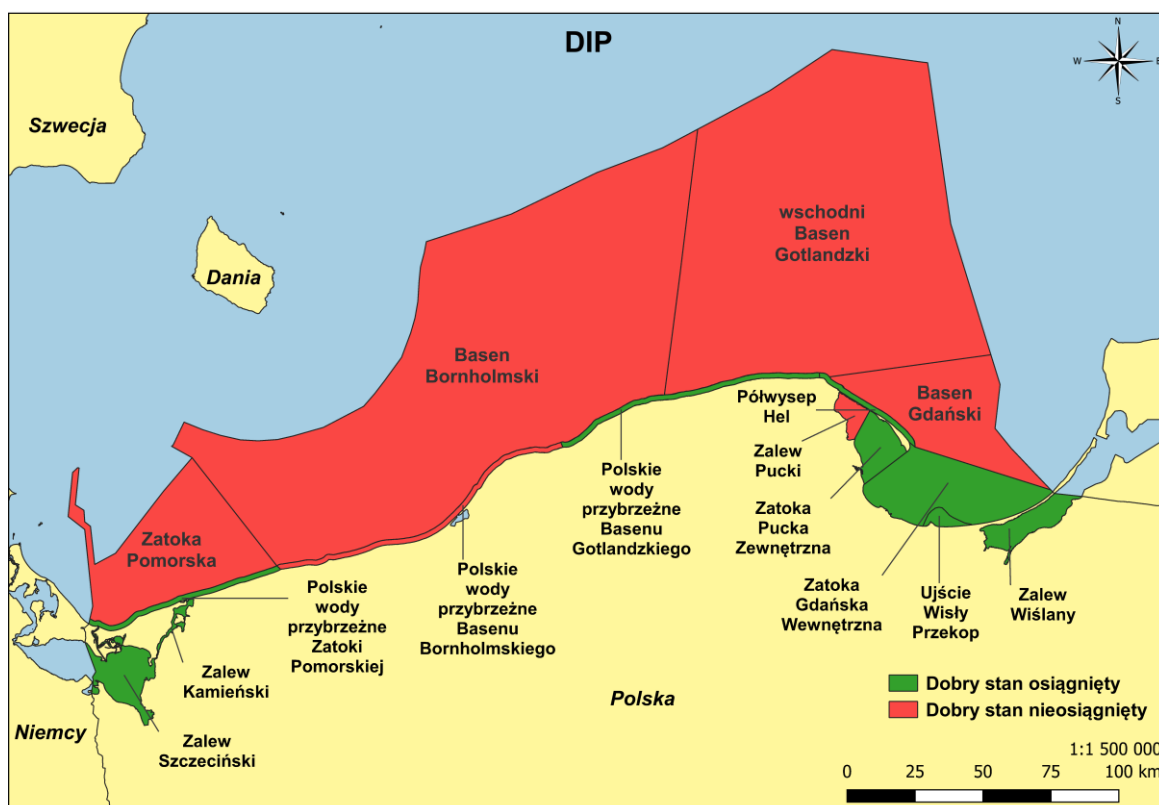 DIP
N
W
E
S
Szwecja
Dania
wschodni
Basen
Gotlandzki
Basen
Bornholmski
Basen
Gdański
Półwysep
Hel
Zalew
Pucki
Zatoka
Pucka
Zewnętrzna
Polskie
wody
przybrzeżne
Basenu
Gotlandzkiego
Zatoka
Pomorska
Polskie
wody
przybrzeżne
Zatoki
Pomorskiej
Polskie
wody
przybrzeżne
Basenu
Bornholmskiego
Zatoka
Gdańska
Wewnętrzna
Ujście
Wisły
Przekop
Zalew
Wiślany
Zalew
Kamieński
Zalew
Szczeciński
Niemcy
Polska
Dobry stan osiągnięty
Dobry stan nieosiągnięty
1:1 500 000
0 25 50 75 100 km